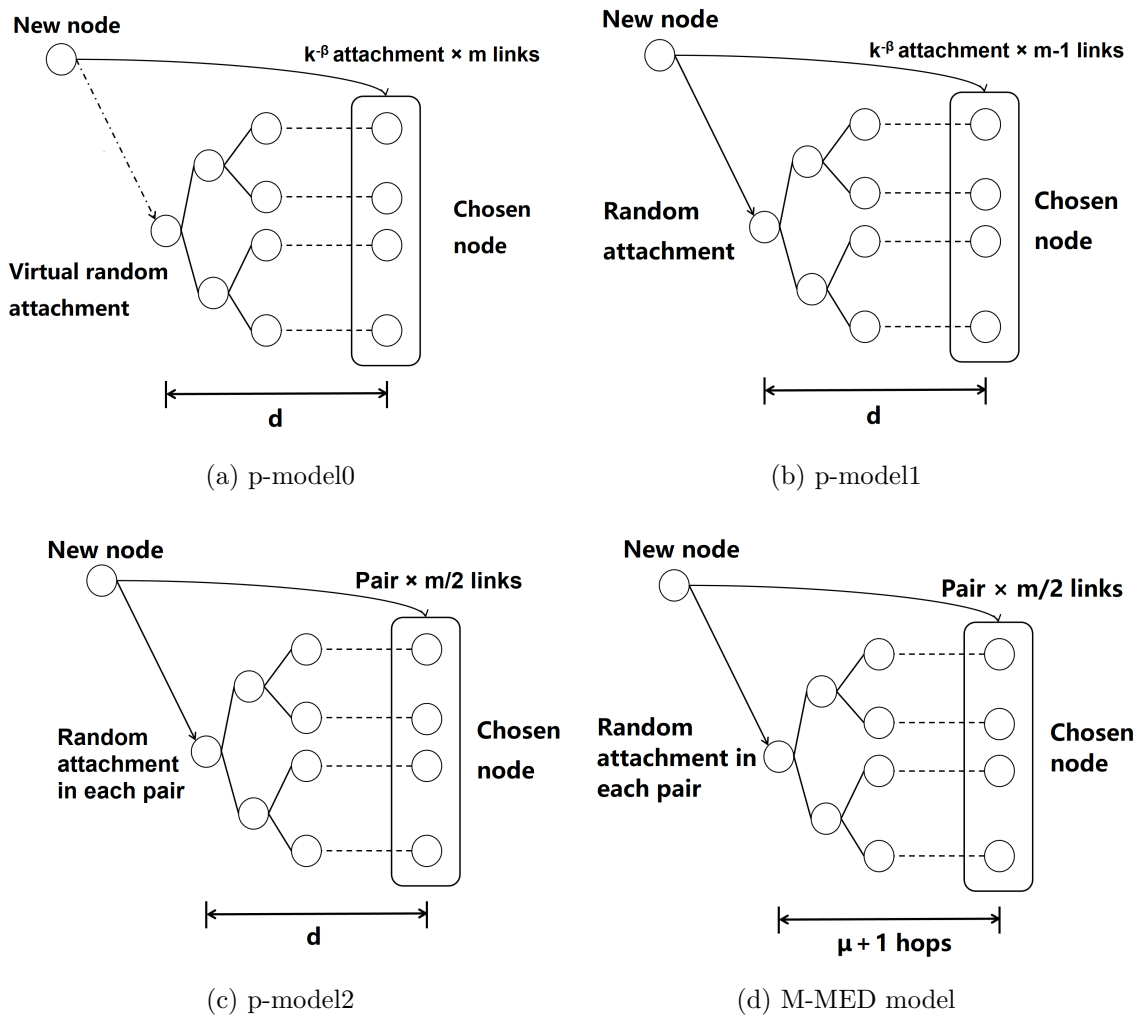 New node
k-β attachment × m links
Chosen
node
Virtual random
attachment
d
(a) p-model0
New node
k-β attachment × m-1 links
Random
attachment
Chosen
node
d
(b) p-model1
New node
Pair × m/2 links
Random
attachment
in each pair
Chosen
node
d
(c) p-model2
New node
Pair × m/2 links
Random
attachment in
each pair
Chosen
node
μ + 1 hops
(d) M-MED model